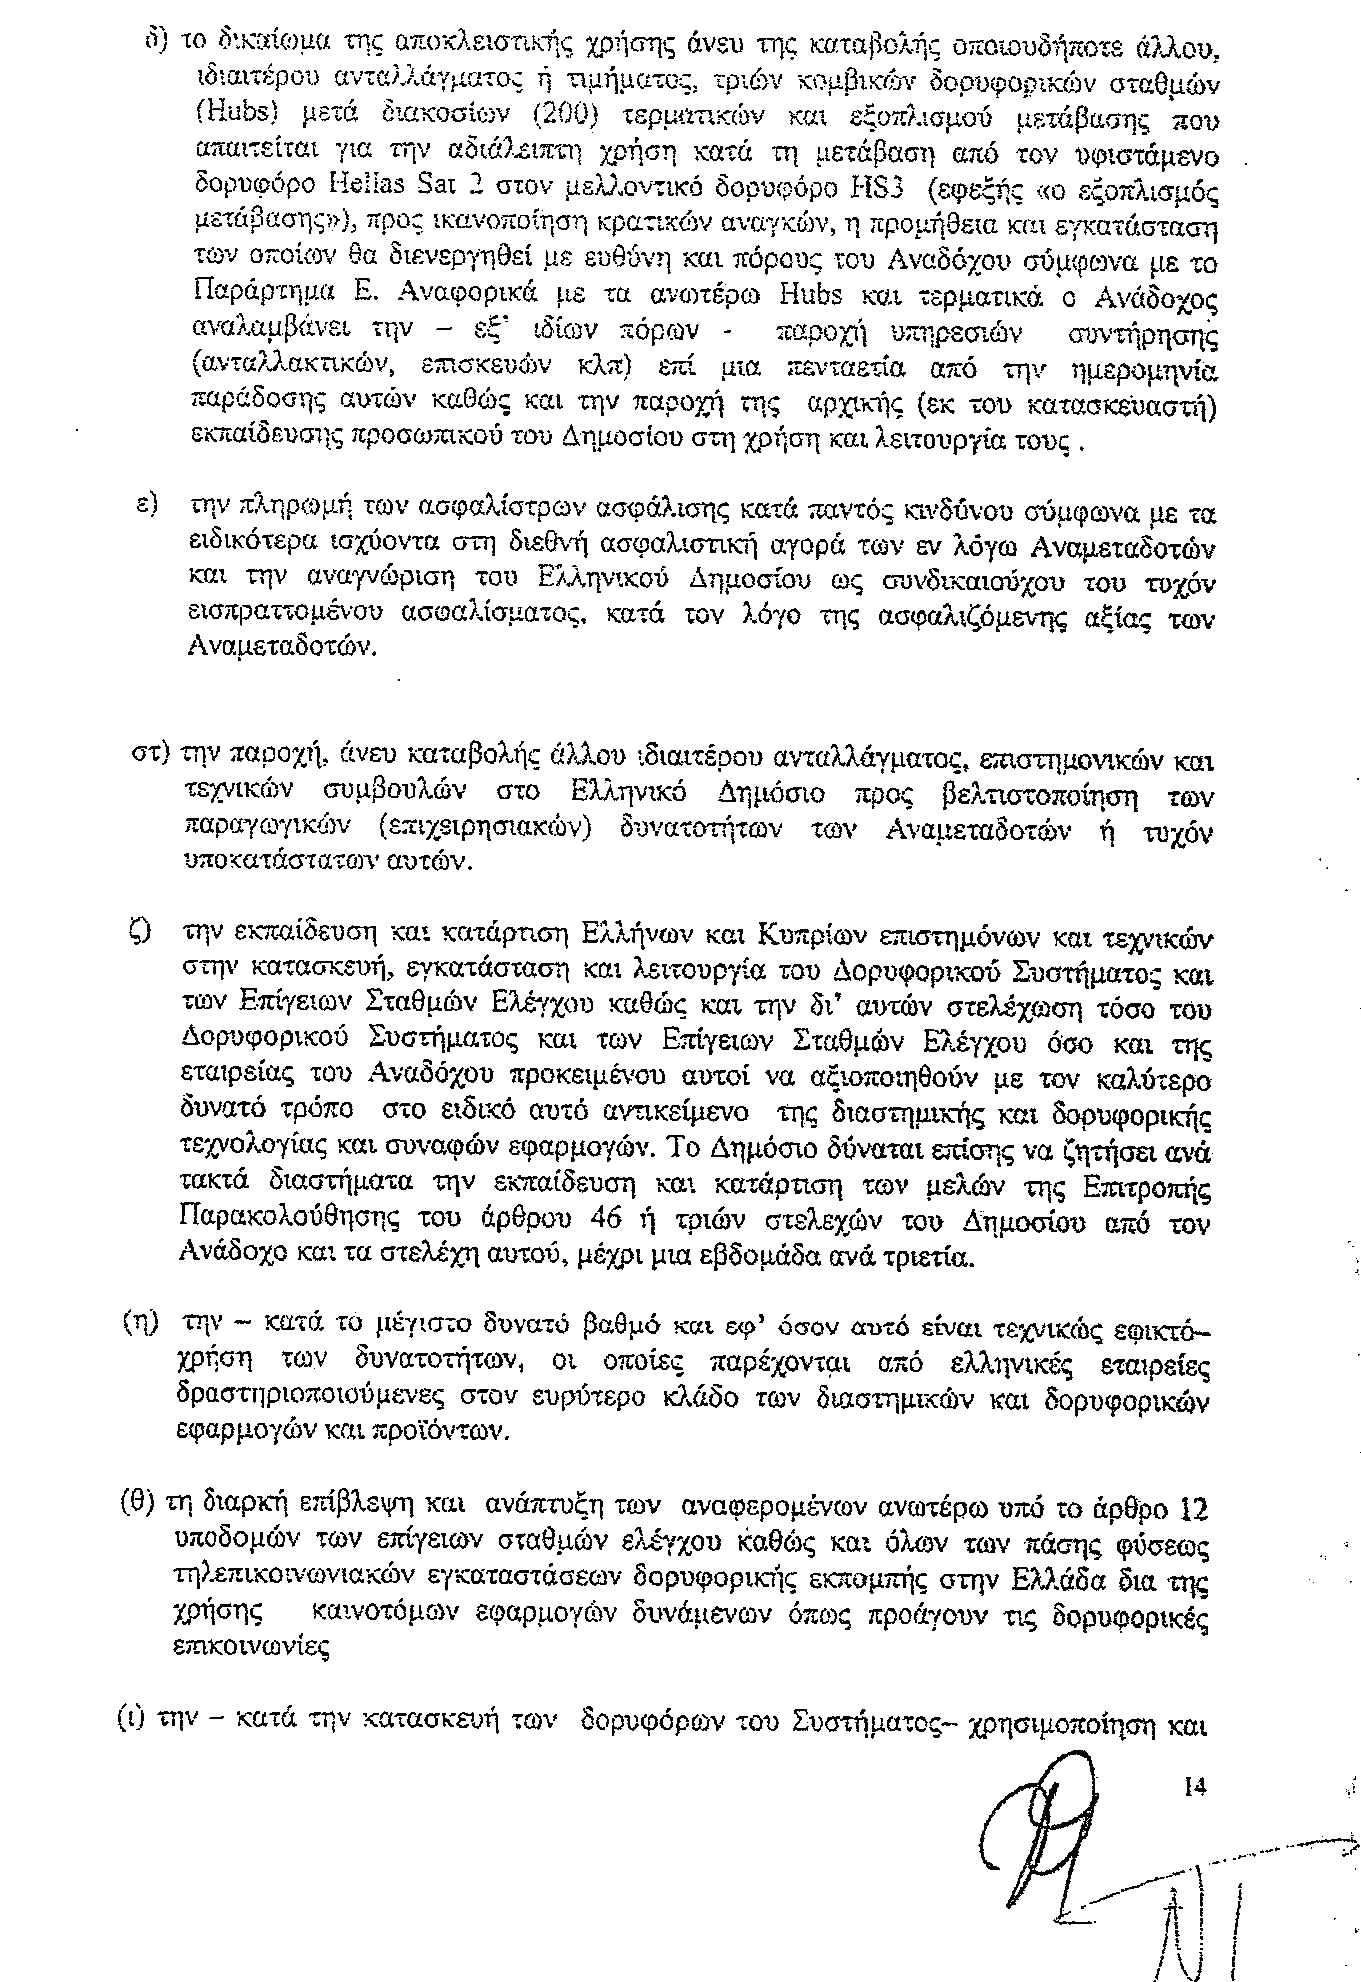 δ) το δικαίωμα της αποκλειστικής χρήσης άνευ της καταβολής οποιουδήποτε άλλου,
ιδιαιτέρου ανταλλάγματος ή τιμήματος, τριών κομβικών δορυφορικών σταθμών
(Hubs) μετά διακοσίων (200) τερματικών και εξοπλισμού μετάβασης που
απαιτείται για την αδιάλειπτη χρήση κατά τη μετάβαση από τον υφιστάμενο
δορυφόρο Hellas Sat 2 στον μελλοντικό δορυφόρο HS3 (εφεξής «ο εξοπλισμός
μετάβασης»), προς ικανοποίηση κρατικών αναγκών, η προμήθεια και εγκατάσταση
των οποίων θα διενεργηθεί με ευθύνη και πόρους του Αναδόχου σύμφωνα με το
Παράρτημα Ε. Αναφορικά με τα ανωτέρω Hubs και τερματικά ο Ανάδοχος
αναλαμβάνει την – εξ' ιδίων πόρων - παροχή υπηρεσιών συντήρησης
(ανταλλακτικών, επισκευών κλπ) επί μια πενταετία από την ημερομηνία
παράδοσης αυτών καθώς και την παροχή της αρχικής (εκ του κατασκευαστή)
εκπαίδευσης προσωπικού του Δημοσίου στη χρήση και λειτουργία τους .
ε) την πληρωμή των ασφαλίστρων ασφάλισης κατά παντός κινδύνου σύμφωνα με τα
ειδικότερα ισχύοντα στη διεθνή ασφαλιστική αγορά των εν λόγω Αναμεταδοτών
και την αναγνώριση του Ελληνικού Δημοσίου ως συνδικαιούχου του τυχόν
εισπραττομένου ασφαλίσματος, κατά τον λόγο της ασφαλιζόμενης αξίας των
Αναμεταδοτών.
στ) την παροχή, άνευ καταβολής άλλου ιδιαιτέρου ανταλλάγματος, επιστημονικών και
τεχνικών συμβουλών στο Ελληνικό Δημόσιο προς βελτιστοποίηση των
παραγωγικών (επιχειρησιακών) δυνατοτήτων των Αναμεταδοτών ή τυχόν
υποκατάστατων αυτών.
ζ) την εκπαίδευση και κατάρτιση Ελλήνων και Κυπρίων επιστημόνων και τεχνικών
στην κατασκευή, εγκατάσταση και λειτουργία του Δορυφορικού Συστήματος και
των Επίγειων Σταθμών Ελέγχου καθώς και την δι’ αυτών στελέχωση τόσο του
Δορυφορικού Συστήματος και των Επίγειων Σταθμών Ελέγχου όσο και της
εταιρείας του Αναδόχου προκειμένου αυτοί να αξιοποιηθούν με τον καλύτερο
δυνατό τρόπο στο ειδικό αυτό αντικείμενο της διαστημικής και δορυφορικής
τεχνολογίας και συναφών εφαρμογών. Το Δημόσιο δύναται επίσης να ζητήσει ανά
τακτά διαστήματα την εκπαίδευση και κατάρτιση των μελών της Επιτροπής
Παρακολούθησης του άρθρου 46 ή τριών στελεχών του Δημοσίου από τον
Ανάδοχο και τα στελέχη αυτού, μέχρι μια εβδομάδα ανά τριετία.
(η) την – κατά το μέγιστο δυνατό βαθμό και εφ’ όσον αυτό είναι τεχνικώς εφικτό–
χρήση των δυνατοτήτων, οι οποίες παρέχονται από ελληνικές εταιρείες
δραστηριοποιούμενες στον ευρύτερο κλάδο των διαστημικών και δορυφορικών
εφαρμογών και προϊόντων.
(θ) τη διαρκή επίβλεψη και ανάπτυξη των αναφερομένων ανωτέρω υπό το άρθρο 12
υποδομών των επίγειων σταθμών ελέγχου καθώς και όλων των πάσης φύσεως
τηλεπικοινωνιακών εγκαταστάσεων δορυφορικής εκπομπής στην Ελλάδα δια της
χρήσης καινοτόμων εφαρμογών δυνάμενων όπως προάγουν τις δορυφορικές
επικοινωνίες
(ι) την – κατά την κατασκευή των δορυφόρων του Συστήματος– χρησιμοποίηση και
14